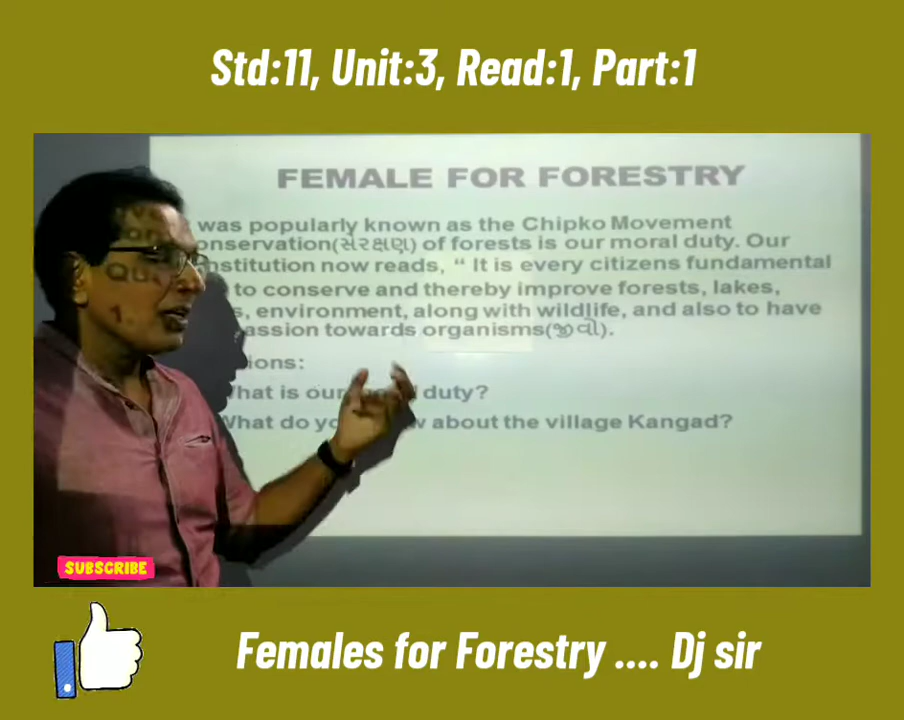 Std:11, Unit:3, Read:1, Part:1
FEMALE FOR FORESTRY
was popularly known as the Chipko Movement
onservation(સંરક્ષણ) of forests is our moral duty. Our
nstitution now reads, “ It is every citizens fundamental
to conserve and thereby improve forests, lakes,
s, environment, along with wildlife, and also to have
assion towards organisms(જીવો).
ions:
hat is our duty?
What do you about the village Kangad?
SUBSCRIBE
Females for Forestry .... Dj sir